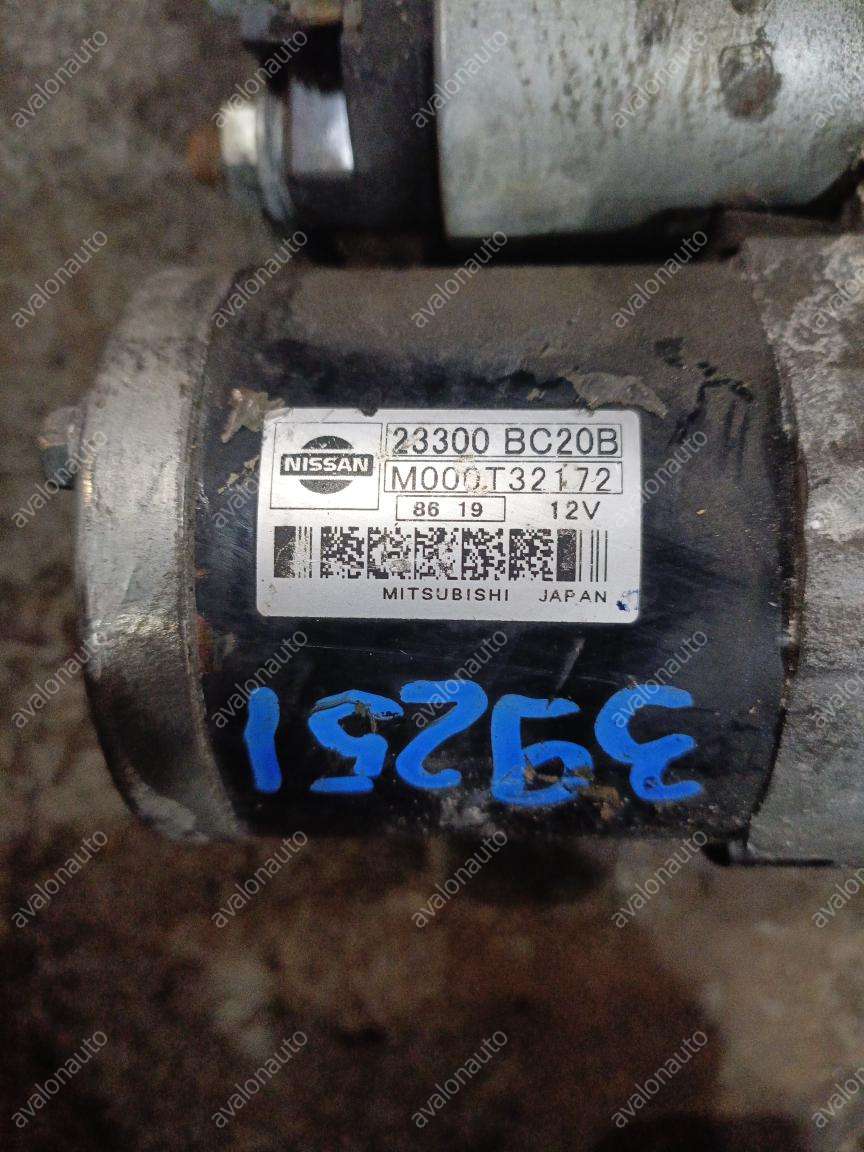 NISSAN
23300 BC20B
M000T32172
86 19 12V
MITSUBISHI JAPAN
39251
avalonauto